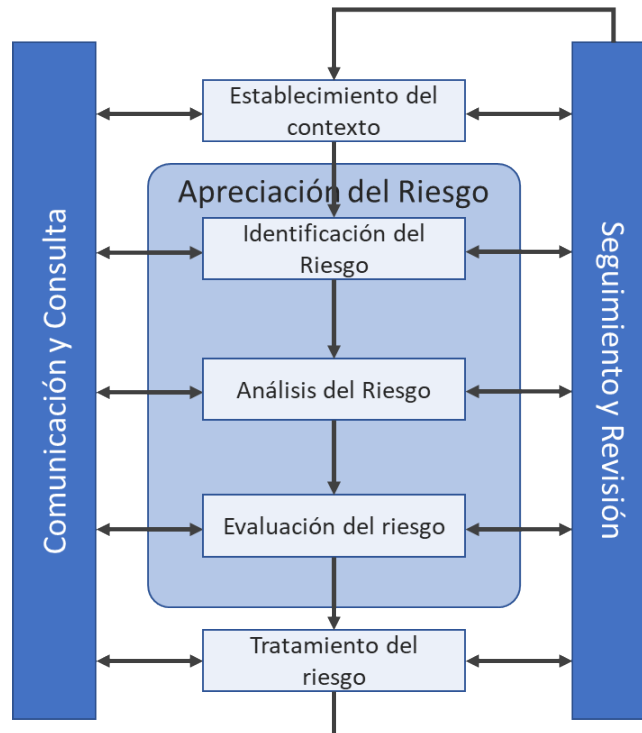 Establecimiento del
contexto
Apreciación del Riesgo
Identificación del
Riesgo
Análisis del Riesgo
Evaluación del riesgo
Tratamiento del
riesgo
Comunicación y Consulta
Seguimiento y Revisión